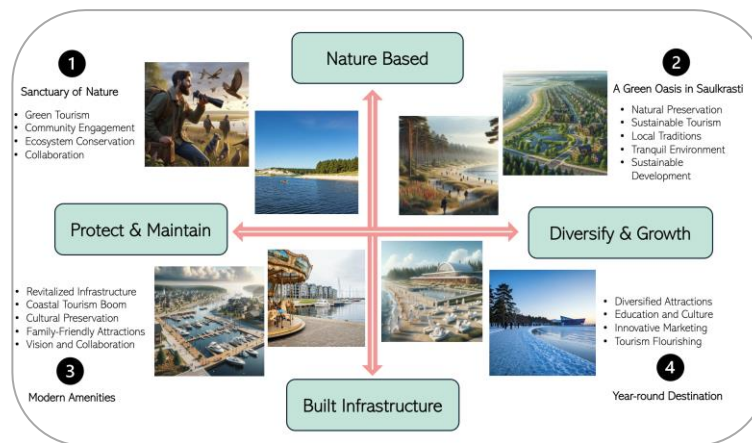 Nature Based
1
Sanctuary of Nature
• Green Tourism
• Community Engagement
• Ecosystem Conservation
• Collaboration
2
A Green Oasis in Saulkrasti
• Natural Preservation
• Sustainable Tourism
• Local Traditions
• Tranquil Environment
• Sustainable
Development
Protect & Maintain
Diversify & Growth
• Revitalized Infrastructure
• Coastal Tourism Boom
• Cultural Preservation
• Family-Friendly Attractions
• Vision and Collaboration
3
Modern Amenities
• Diversified Attractions
• Education and Culture
• Innovative Marketing
• Tourism Flourishing
4
Year-round Destination
Built Infrastructure